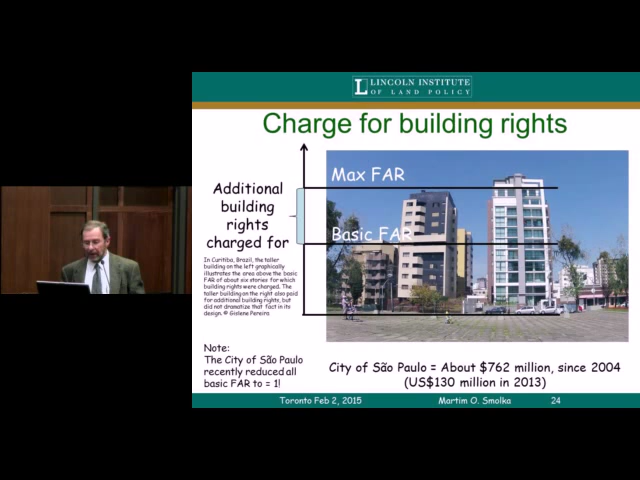 LINCOLN INSTITUTE
OF LAND POLICY
Charge for building rights
Max FAR
Additional
building
rights
charged for
Basic FAR
In Curitiba, Brazil, the taller
building on the left graphically
illustrates the area above the basic
FAR of about six stories for which
building rights were charged. The
taller building on the right also paid
for additional building rights, but
did not dramatize that fact in its
design. © Gislene Pereira
Note:
The City of São Paulo
recently reduced all
basic FAR to = 1!
City of São Paulo = About $762 million, since 2004
(US$130 million in 2013)
Toronto Feb 2, 2015
Martim O. Smolka
24